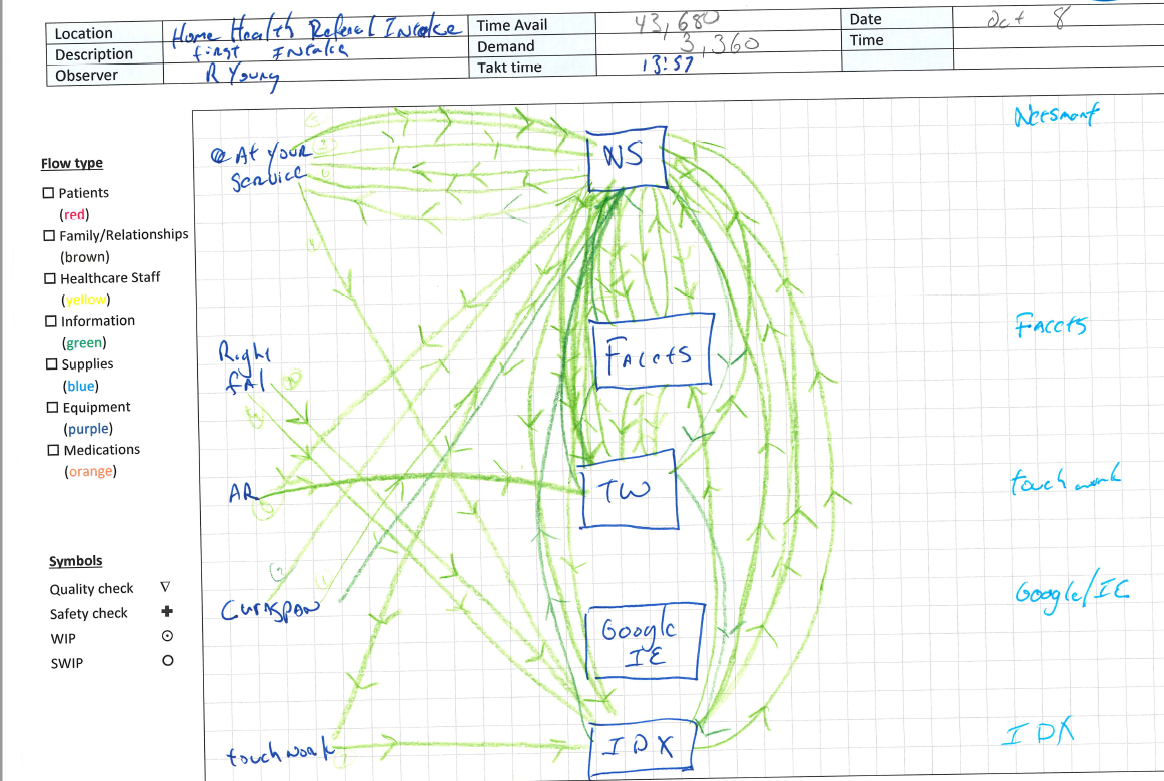 Location Home Health Referal Intake Time Avail 43,680 Date Oct 8
Description first Intake Demand 3,360 Time
Observer R Young Takt time 13:57
Flow type
Patients
(red)
Family/Relationships
(brown)
Healthcare Staff
(yellow)
Information
(green)
Supplies
(blue)
Equipment
(purple)
Medications
(orange)
Symbols
Quality check
Safety check
WIP
SWIP
At Your
Service
Right
fAl
AR
Curaspan
touchwork
WS
FAcets
TW
Google
IE
IDX
FAcets
touchwork
Google/IE
IDX